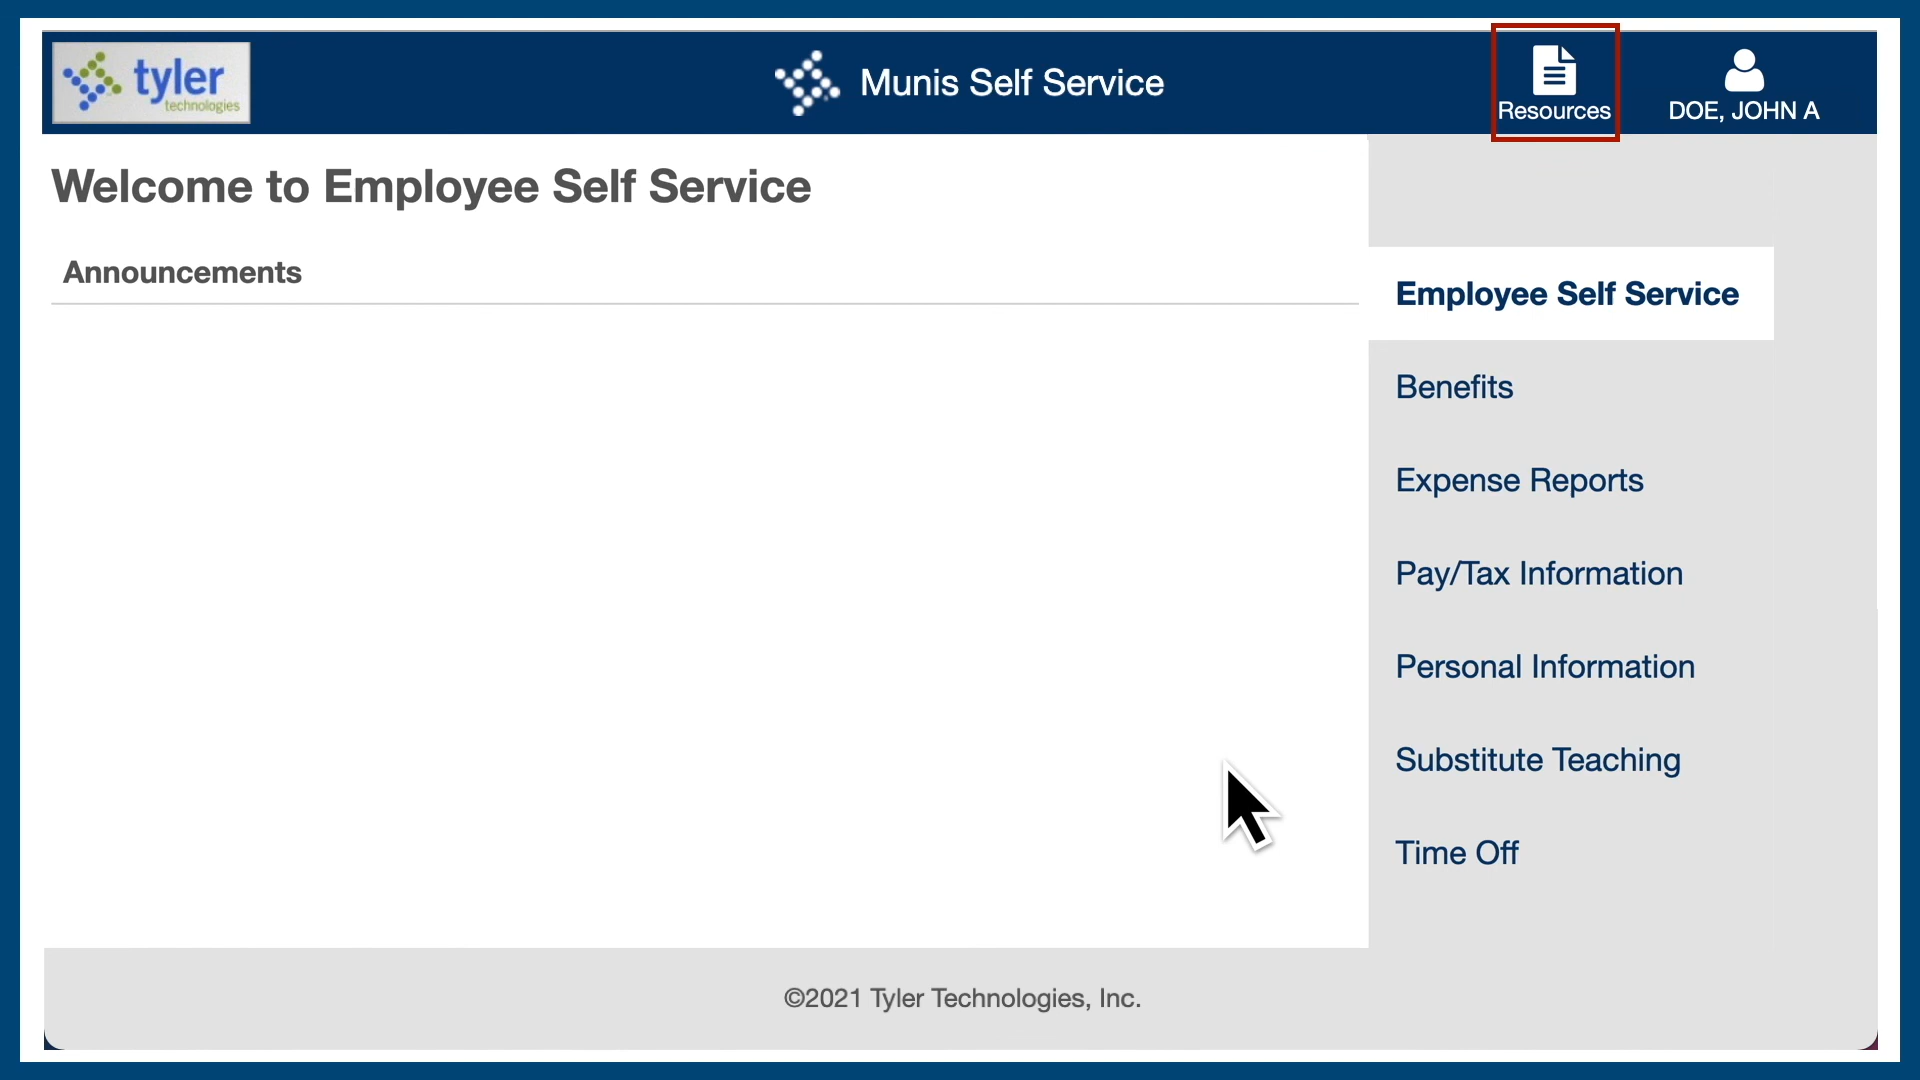 tyler
technologies
Munis Self Service
Resources
DOE, JOHN A
Welcome to Employee Self Service
Announcements
Employee Self Service
Benefits
Expense Reports
Pay/Tax Information
Personal Information
Substitute Teaching
Time Off
©2021 Tyler Technologies, Inc.